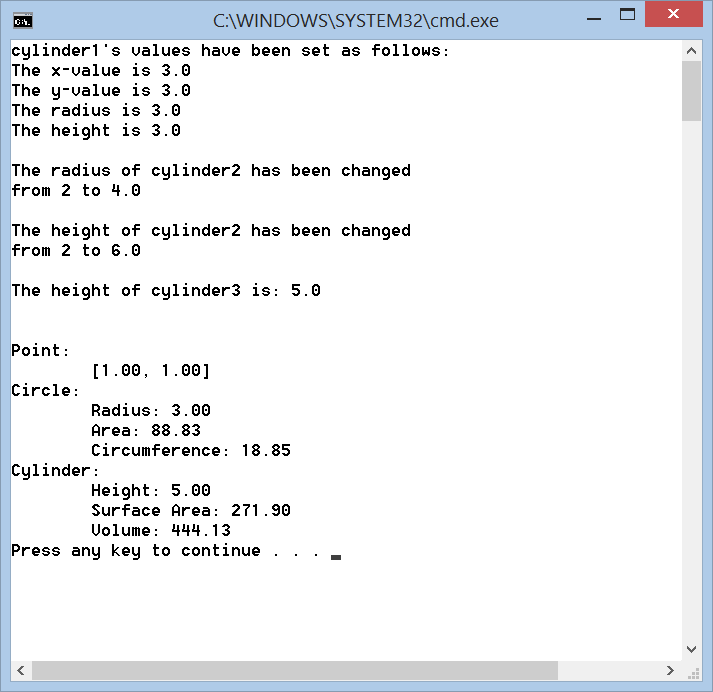 C:\WINDOWS\SYSTEM32\cmd.exe
cylinder1's values have been set as follows:
The x-value is 3.0
The y-value is 3.0
The radius is 3.0
The height is 3.0
The radius of cylinder2 has been changed
from 2 to 4.0
The height of cylinder2 has been changed
from 2 to 6.0
The height of cylinder3 is: 5.0
Point:
[1.00, 1.00]
Circle:
Radius: 3.00
Area: 88.83
Circumference: 18.85
Cylinder:
Height: 5.00
Surface Area: 271.90
Volume: 444.13
Press any key to continue . . .